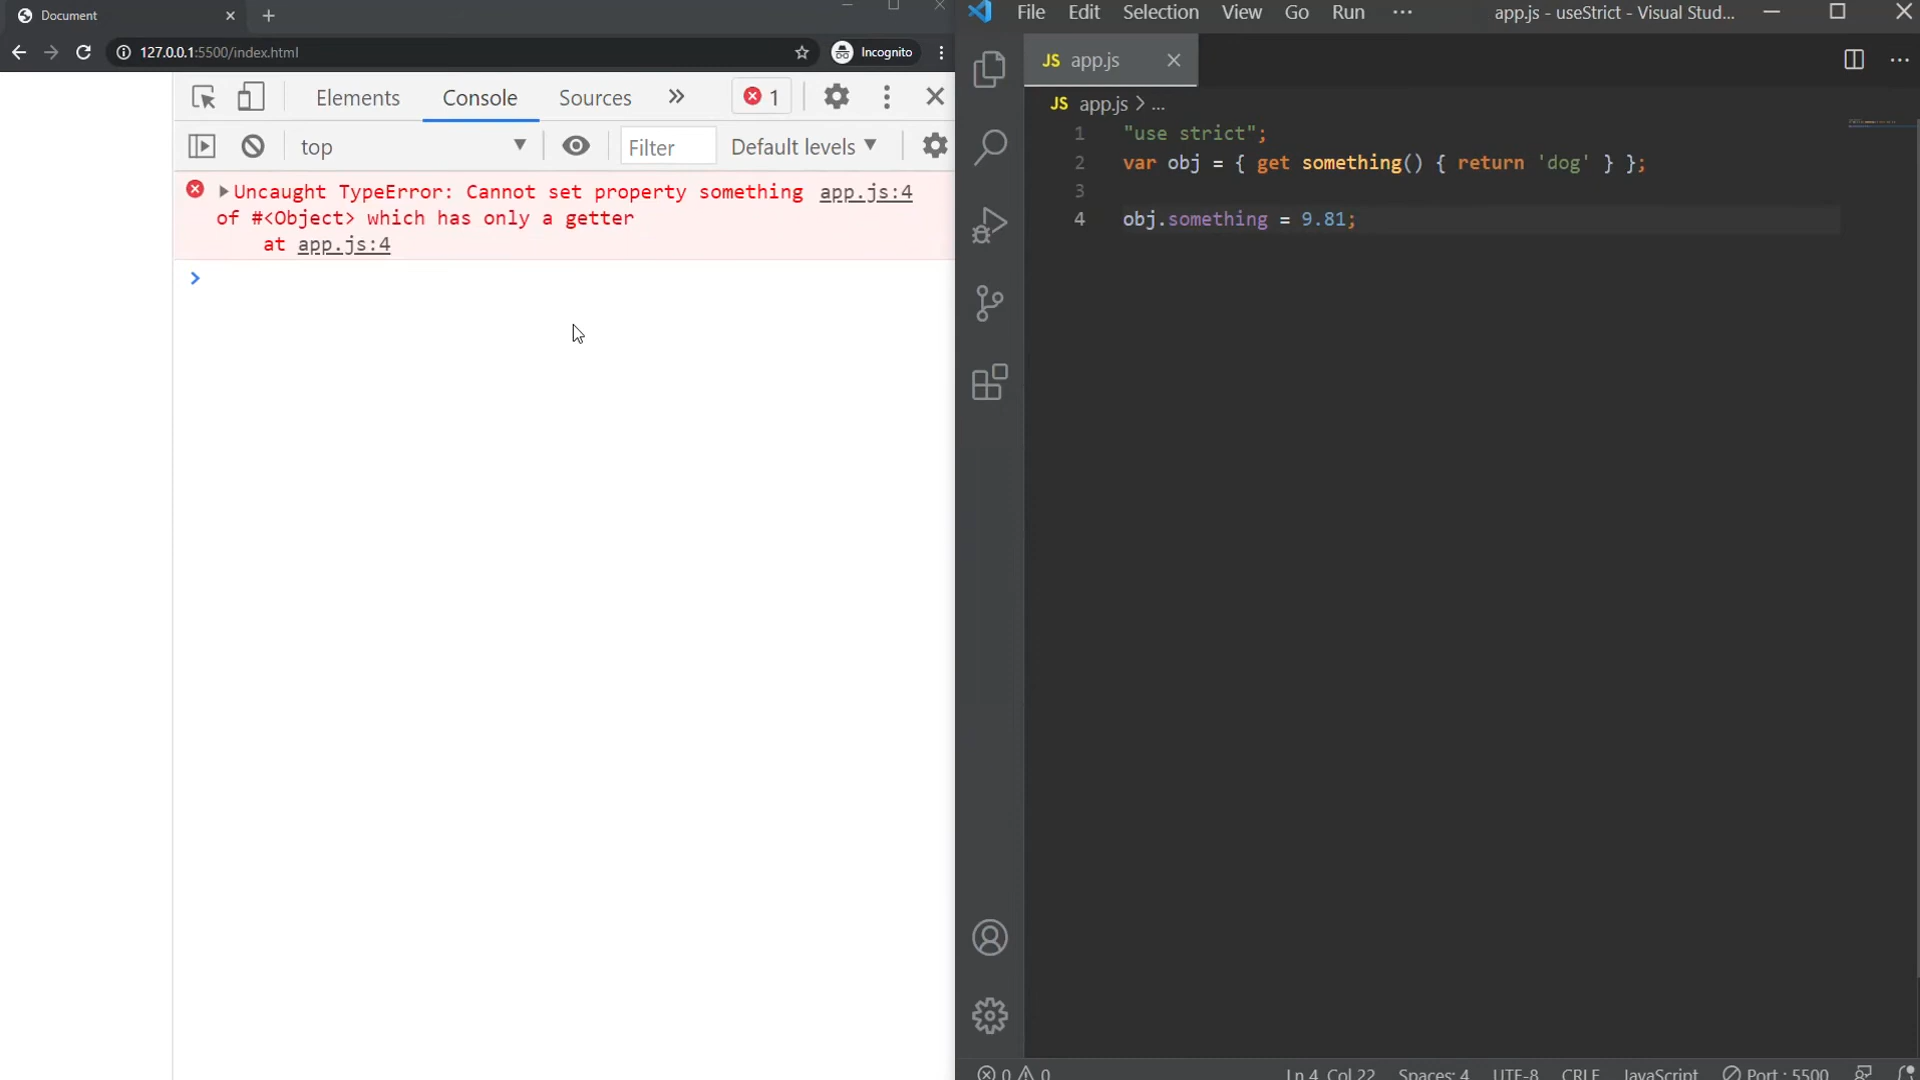 Document
127.0.0.1:5500/index.html
Incognito
Elements
Console
Sources
1
top
Filter
Default levels
Uncaught TypeError: Cannot set property something app.js:4
of #<Object> which has only a getter
at app.js:4
File Edit Selection View Go Run
app.js - useStrict - Visual Stud...
JS app.js
JS app.js > ...
1 "use strict";
2 var obj = { get something() { return 'dog' } };
3
4 obj.something = 9.81;
0 0
Ln 4, Col 22
Spaces: 4
UTF-8
CRLF
JavaScript
Port : 5500